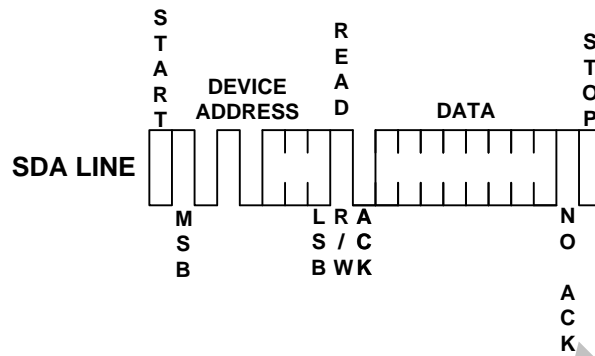 START
DEVICE
ADDRESS
READ
DATA
STOP
SDA LINE
MSB
LSB
R/W
ACK
NO ACK